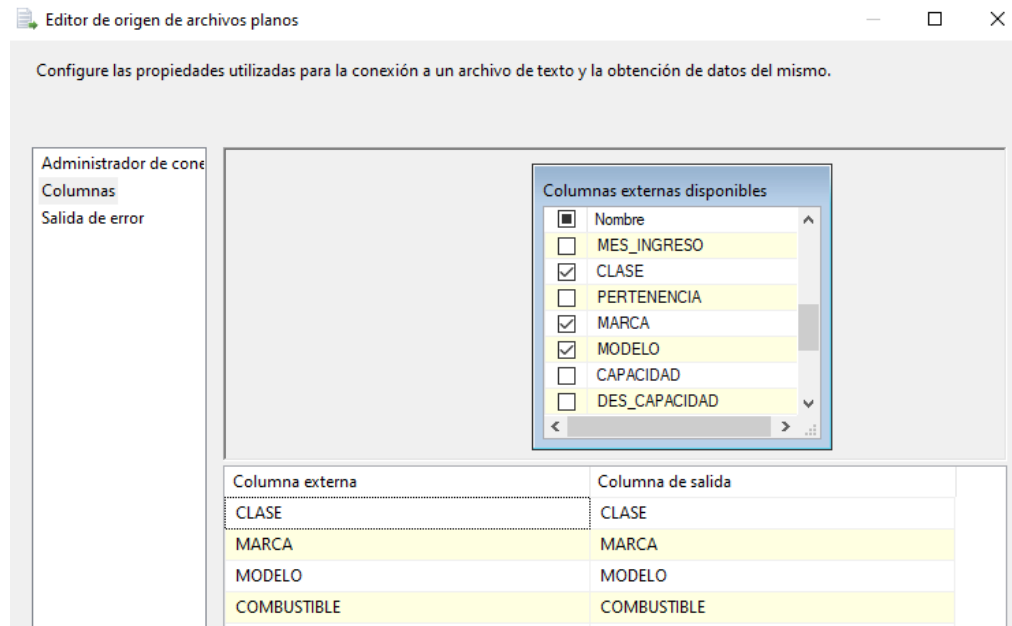 Editor de origen de archivos planos
Configure las propiedades utilizadas para la conexión a un archivo de texto y la obtención de datos del mismo.
Administrador de cone
Columnas
Salida de error
Columnas externas disponibles
Nombre
MES_INGRESO
CLASE
PERTENENCIA
MARCA
MODELO
CAPACIDAD
DES_CAPACIDAD
Columna externa Columna de salida
CLASE CLASE
MARCA MARCA
MODELO MODELO
COMBUSTIBLE COMBUSTIBLE